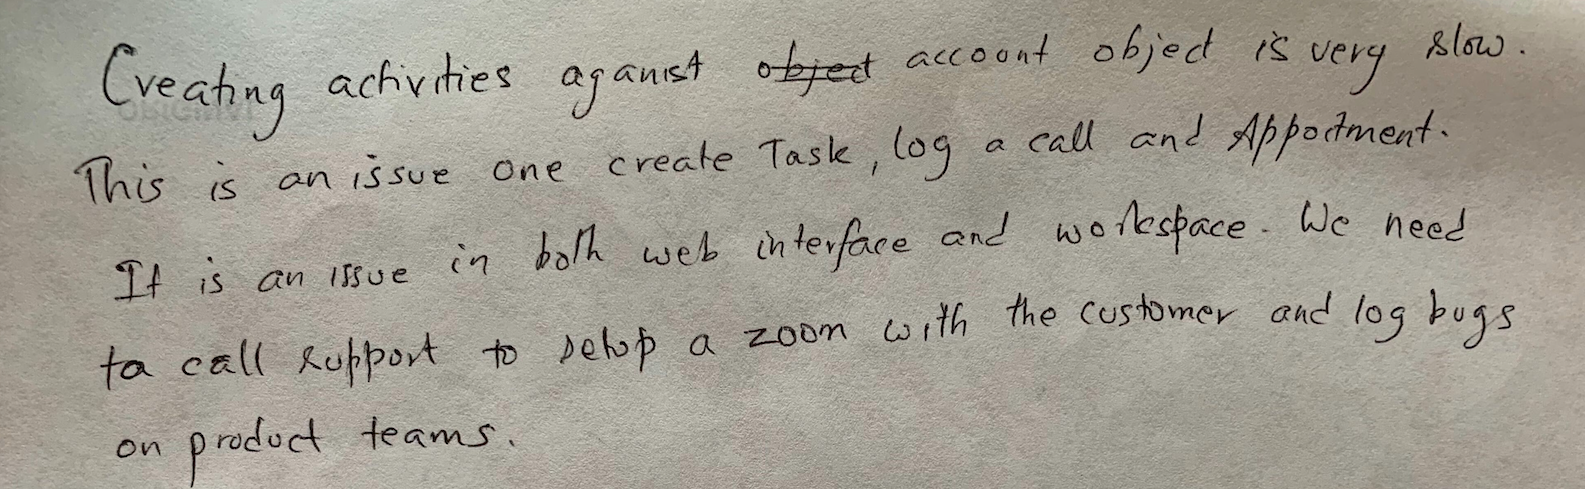 Creating activities aganist object account object is very slow.
This is an issue one create Task, log a call and Appoitment.
It is an issue in both web interface and workspace. We need
to call support to setup a zoom with the customer and log bugs
on product teams.